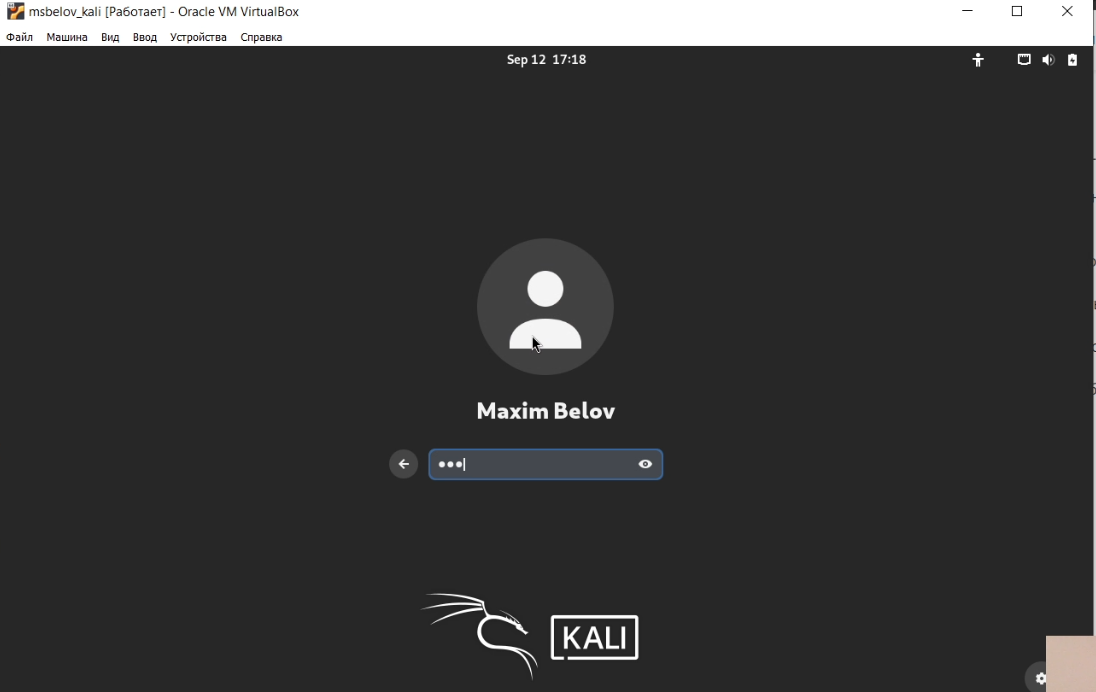 msbelov_kali [Работает] - Oracle VM VirtualBox
Файл Машина Вид Ввод Устройства Справка
Sep 12 17:18
Maxim Belov
KALI